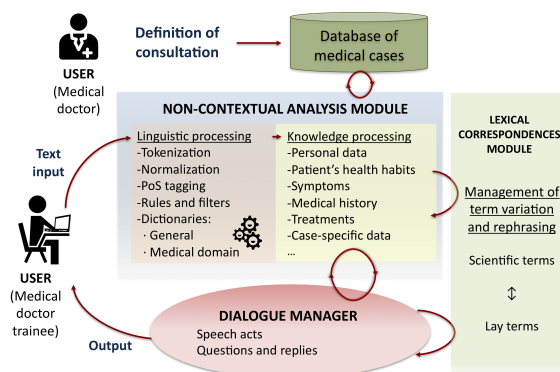 Definition of
consultation
Database of
medical cases
USER
(Medical
doctor)
NON-CONTEXTUAL ANALYSIS MODULE
Linguistic processing
-Tokenization
-Normalization
-PoS tagging
-Rules and filters
-Dictionaries:
· General
· Medical domain
Knowledge processing
-Personal data
-Patient's health habits
-Symptoms
-Medical history
-Treatments
-Case-specific data
...
LEXICAL
CORRESPONDENCES
MODULE
Management of
term variation
and rephrasing
Scientific terms
↕
Lay terms
Text
input
USER
(Medical
doctor
trainee)
Output
DIALOGUE MANAGER
Speech acts
Questions and replies